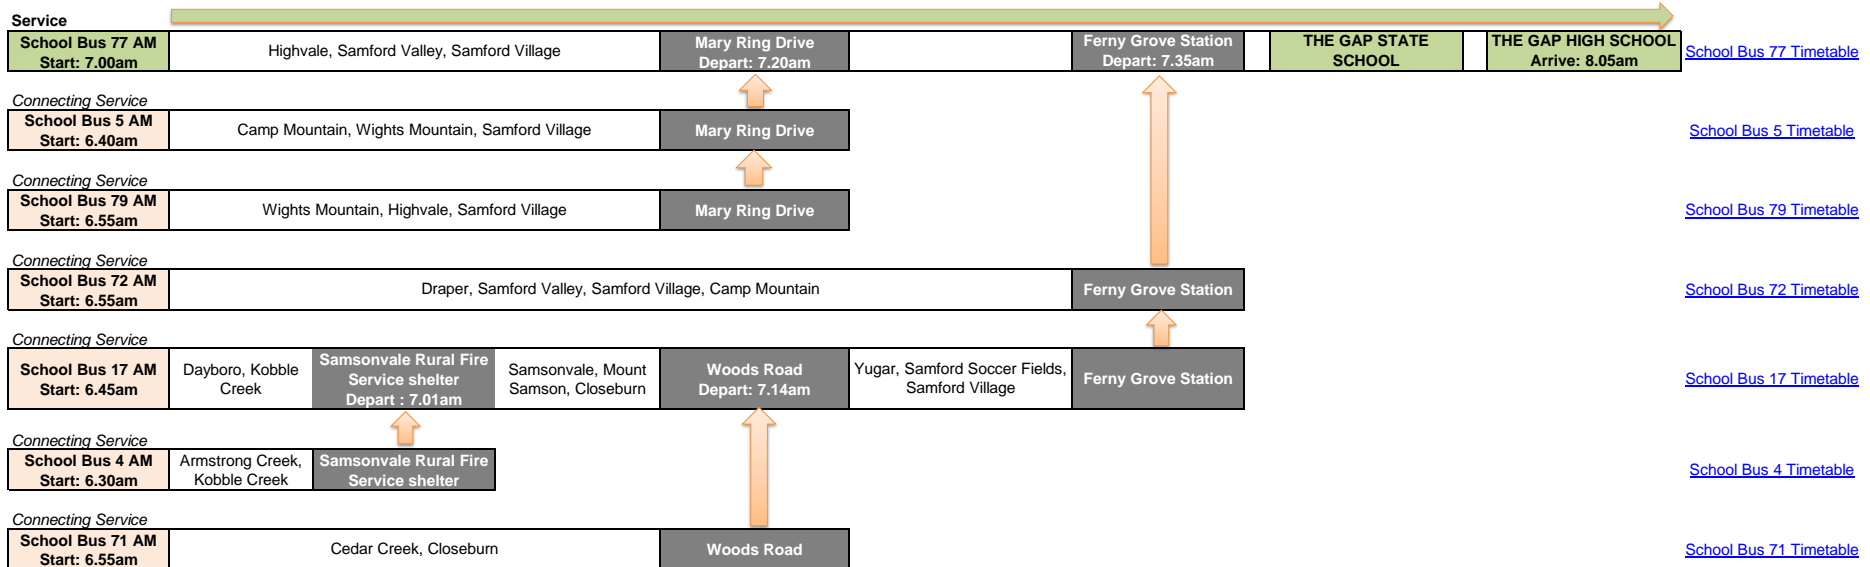 Service
School Bus 77 AM
Start: 7.00am
Highvale, Samford Valley, Samford Village
Mary Ring Drive
Depart: 7.20am
Ferny Grove Station
Depart: 7.35am
THE GAP STATE
SCHOOL
THE GAP HIGH SCHOOL
Arrive: 8.05am
School Bus 77 Timetable
Connecting Service
School Bus 5 AM
Start: 6.40am
Camp Mountain, Wights Mountain, Samford Village
Mary Ring Drive
School Bus 5 Timetable
Connecting Service
School Bus 79 AM
Start: 6.55am
Wights Mountain, Highvale, Samford Village
Mary Ring Drive
School Bus 79 Timetable
Connecting Service
School Bus 72 AM
Start: 6.55am
Draper, Samford Valley, Samford Village, Camp Mountain
Ferny Grove Station
School Bus 72 Timetable
Connecting Service
School Bus 17 AM
Start: 6.45am
Dayboro, Kobble
Creek
Samsonvale Rural Fire
Service shelter
Depart : 7.01am
Samsonvale, Mount
Samson, Closeburn
Woods Road
Depart: 7.14am
Yugar, Samford Soccer Fields,
Samford Village
Ferny Grove Station
School Bus 17 Timetable
Connecting Service
School Bus 4 AM
Start: 6.30am
Armstrong Creek,
Kobble Creek
Samsonvale Rural Fire
Service shelter
School Bus 4 Timetable
Connecting Service
School Bus 71 AM
Start: 6.55am
Cedar Creek, Closeburn
Woods Road
School Bus 71 Timetable